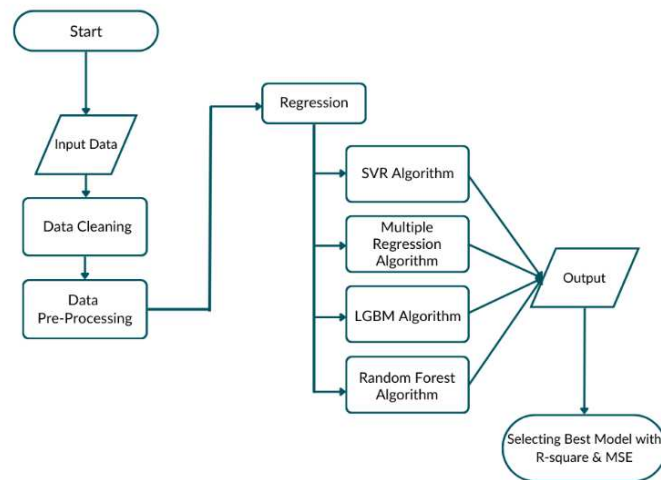 Start
Input Data
Data Cleaning
Data
Pre-Processing
Regression
SVR Algorithm
Multiple
Regression
Algorithm
LGBM Algorithm
Random Forest
Algorithm
Output
Selecting Best Model with
R-square & MSE